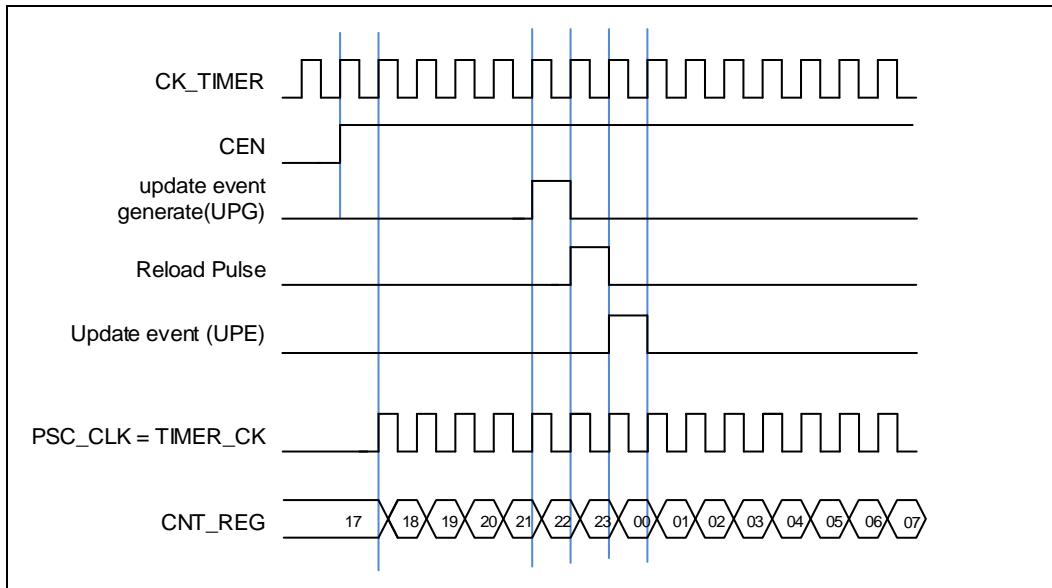 CK_TIMER
CEN
update event
generate(UPG)
Reload Pulse
Update event (UPE)
PSC_CLK = TIMER_CK
CNT_REG 17 18 19 20 21 22 23 00 01 02 03 04 05 06 07